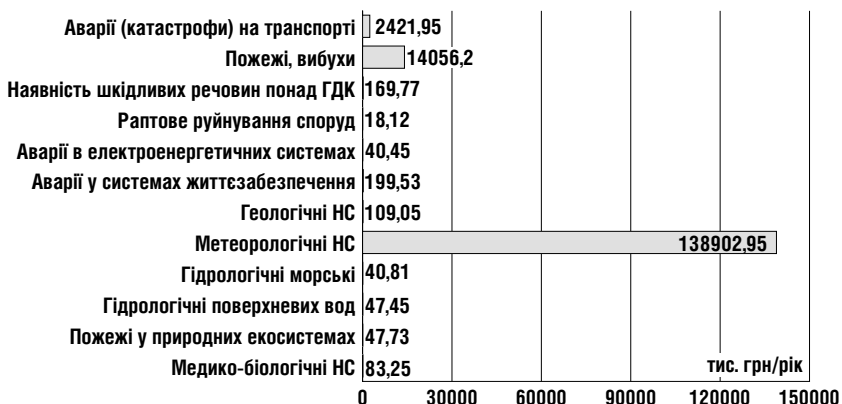 Аварії (катастрофи) на транспорті 2421,95
Пожежі, вибухи 14056,2
Наявність шкідливих речовин понад ГДК 169,77
Раптове руйнування споруд 18,12
Аварії в електроенергетичних системах 40,45
Аварії у системах життєзабезпечення 199,53
Геологічні НС 109,05
Метеорологічні НС 138902,95
Гідрологічні морські 40,81
Гідрологічні поверхневих вод 47,45
Пожежі у природних екосистемах 47,73
Медико-біологічні НС 83,25 тис. грн/рік
0 30000 60000 90000 120000 150000